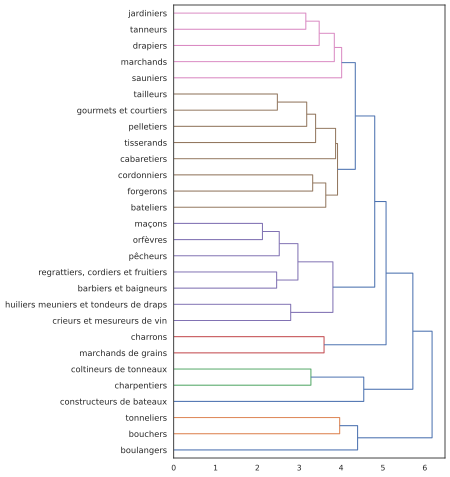 jardiniers
tanneurs
drapiers
marchands
sauniers
tailleurs
gourmets et courtiers
pelletiers
tisserands
cabaretiers
cordonniers
forgerons
bateliers
maçons
orfèvres
pêcheurs
regrattiers, cordiers et fruitiers
barbiers et baigneurs
huiliers meuniers et tondeurs de draps
crieurs et mesureurs de vin
charrons
marchands de grains
coltineurs de tonneaux
charpentiers
constructeurs de bateaux
tonneliers
bouchers
boulangers
0 1 2 3 4 5 6